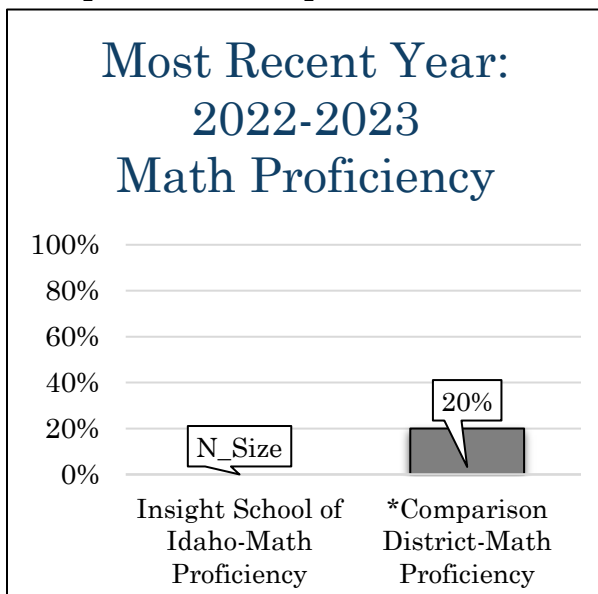 Most Recent Year:
2022-2023
Math Proficiency
100%
80%
60%
40%
20%
0%
N_Size
20%
Insight School of
Idaho-Math
Proficiency
*Comparison
District-Math
Proficiency